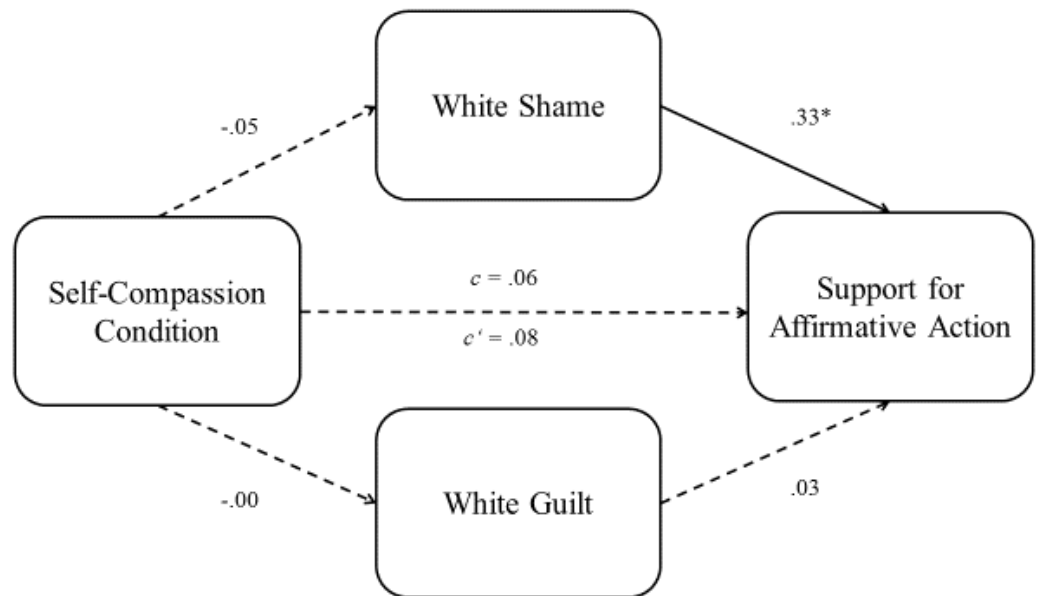 White Shame
-.05
.33*
Self-Compassion
Condition
c = .06
c‘ = .08
Support for
Affirmative Action
-.00
White Guilt
.03